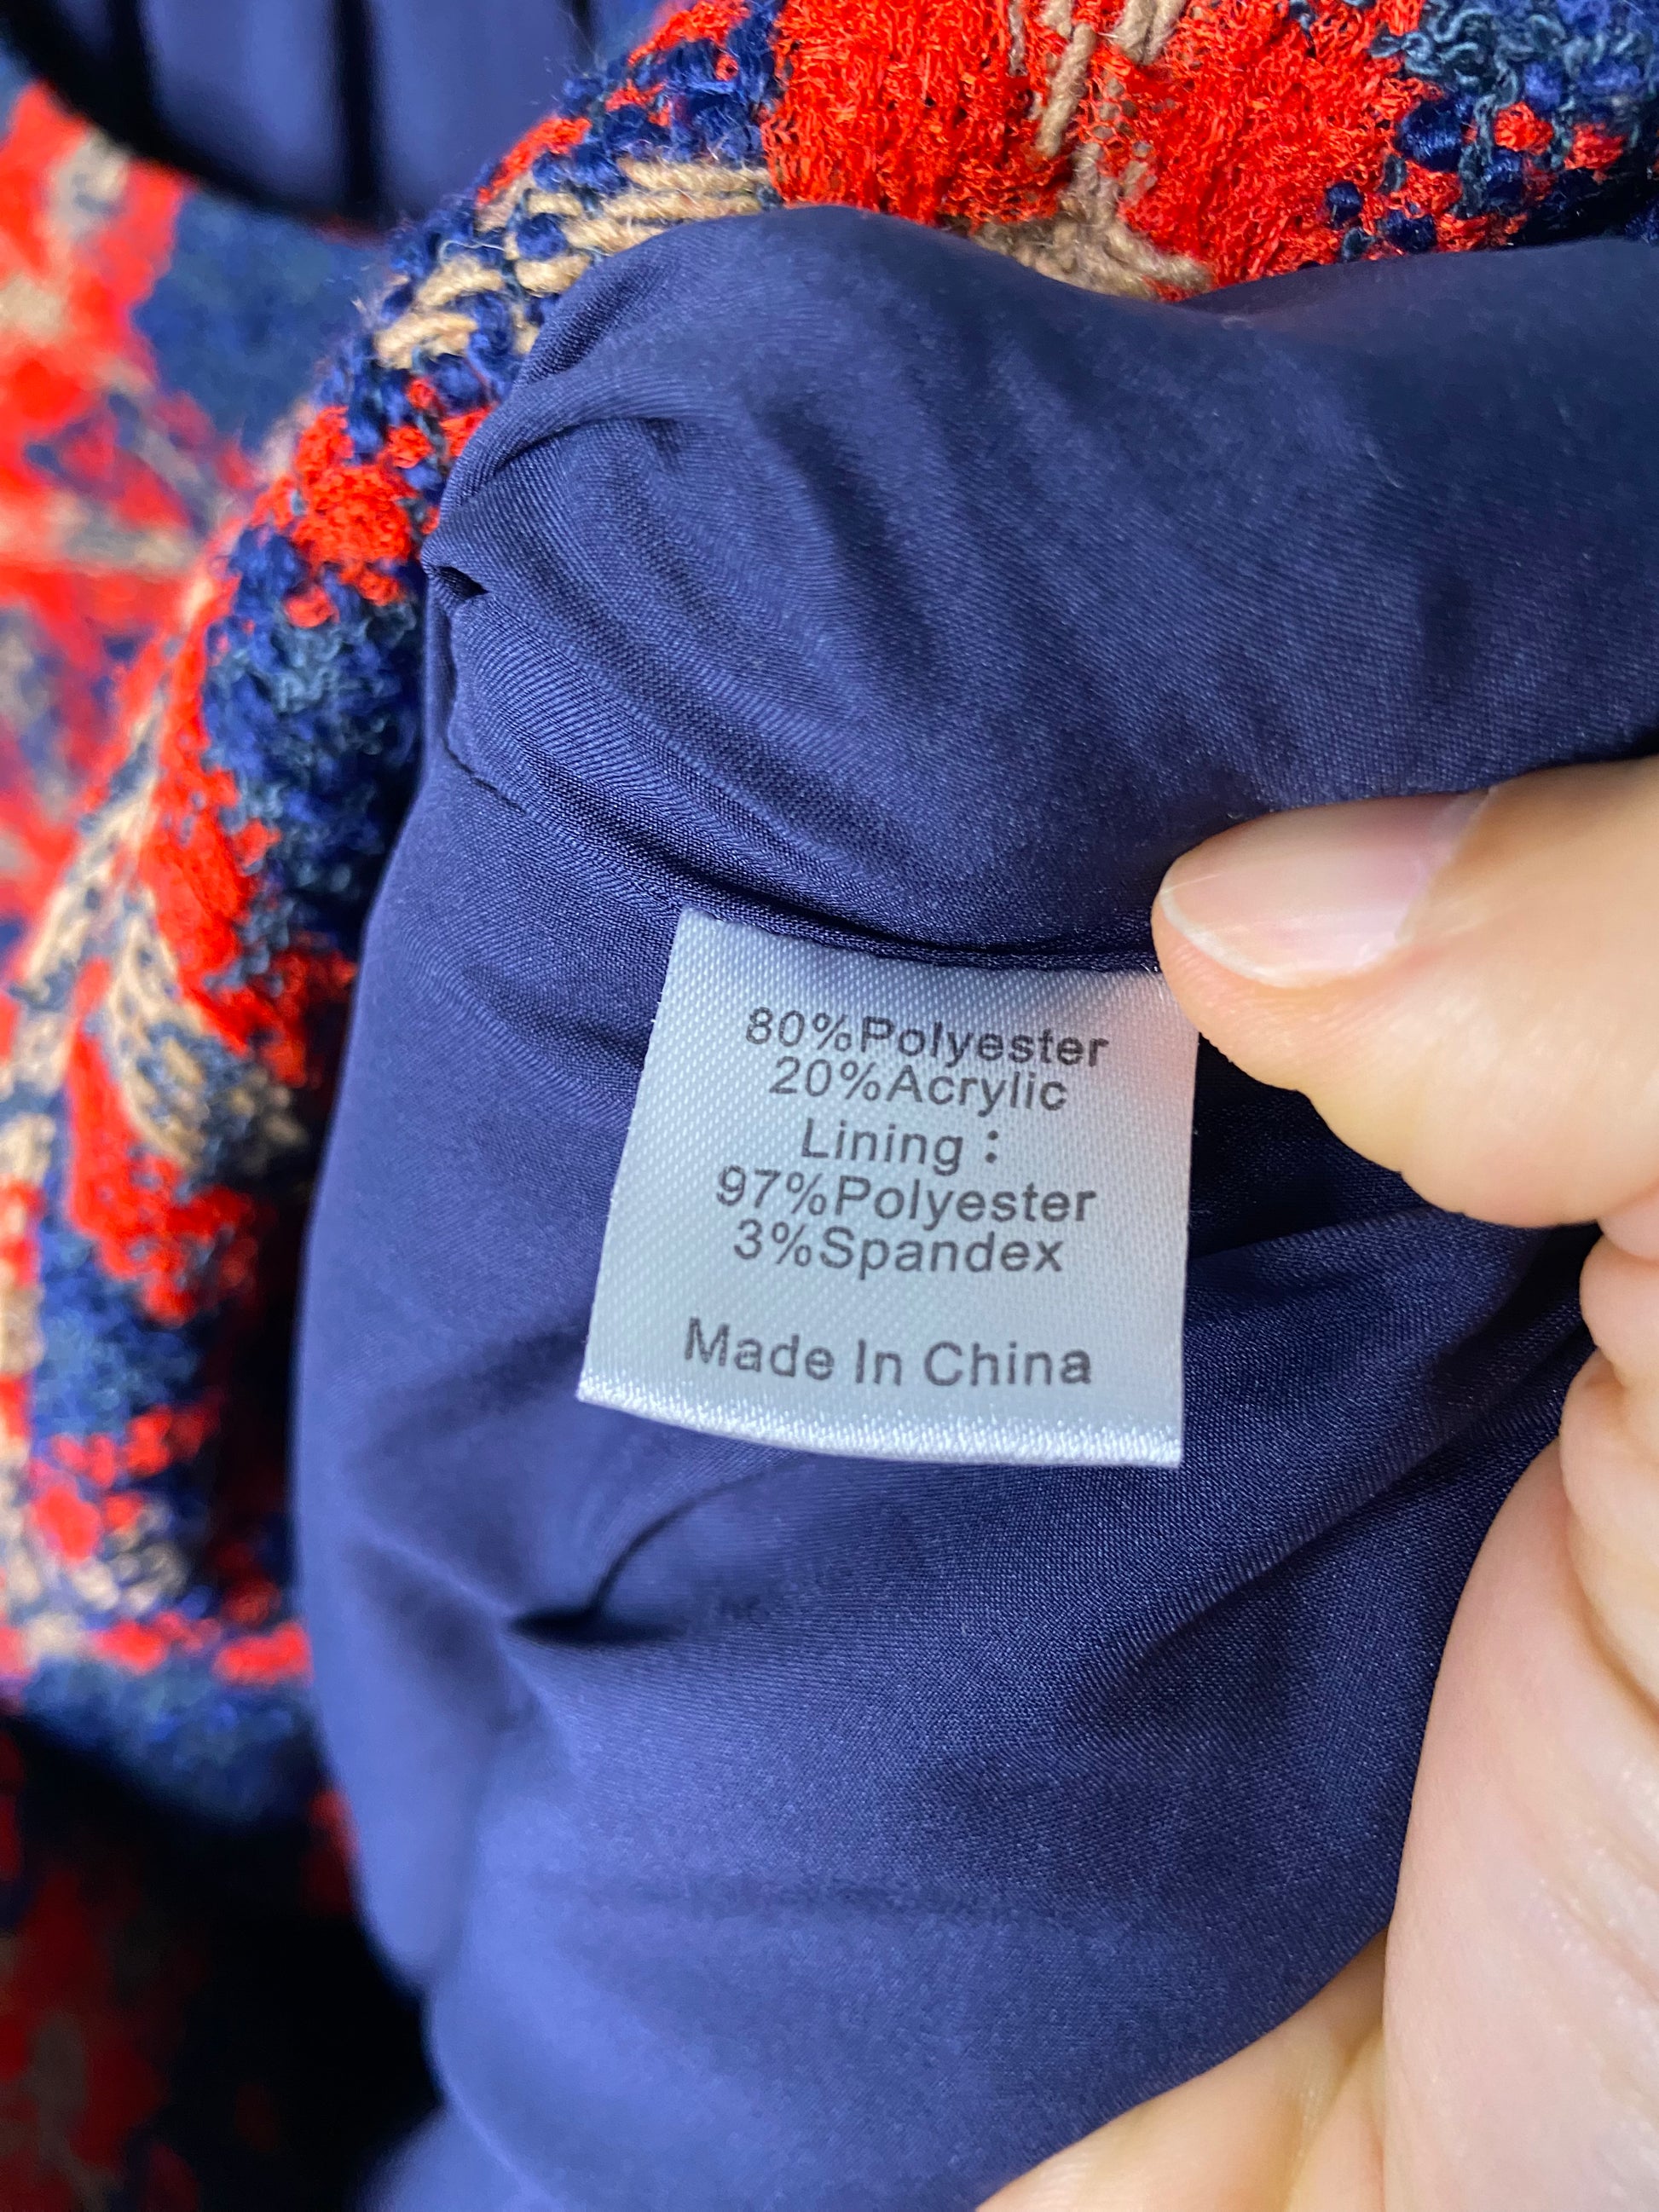 80%Polyester
20%Acrylic
Lining :
97%Polyester
3%Spandex
Made In China